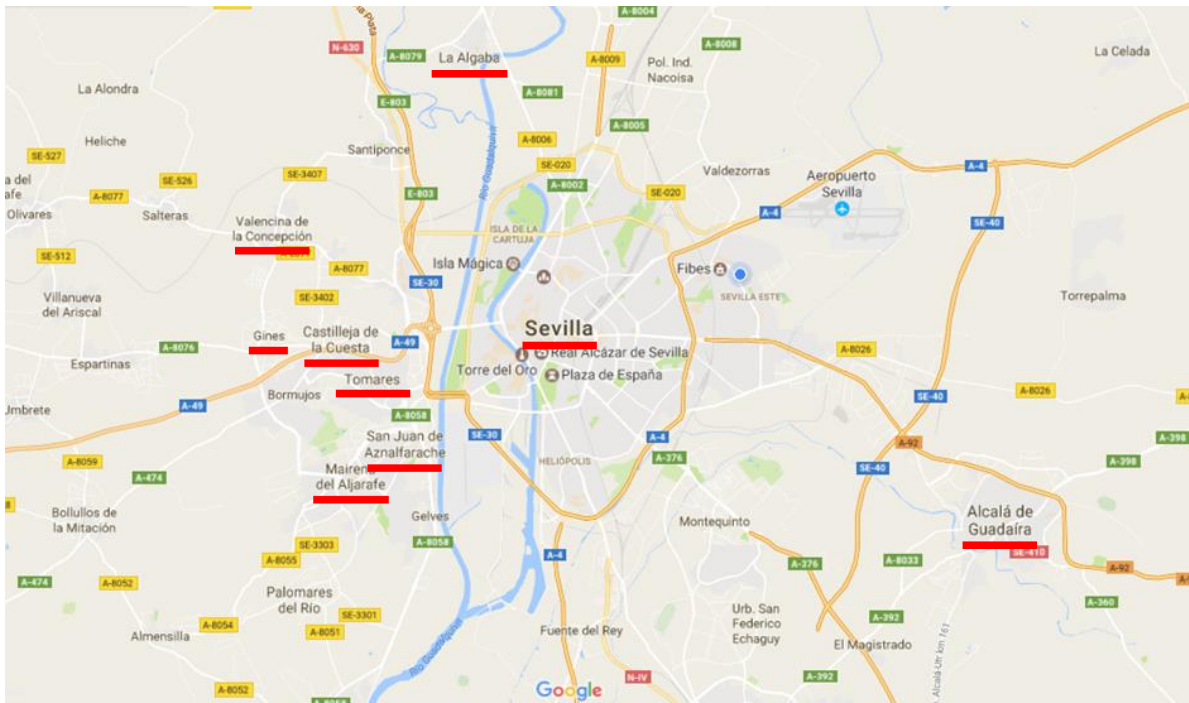 A-8004
N-630
A-8079
La Algaba
A-8009
A-8008
Pol. Ind.
Nacoisa
La Celada
La Alondra
E-803
A-8081
A-8005
Heliche
A-8006
SE-527
Santiponce
SE-020
Valdezorras
Aeropuerto
Sevilla
A-4
SE-3407
SE-526
A-8002
SE-020
E-803
A-8077
Olivares
Salteras
Valencina de
la Concepción
Río Guadalquivir
ISLA DE LA
CARTUJA
A-4
SE-40
SE-512
A-8077
Isla Mágica
Fibes
SE-30
SEVILLA ESTE
Villanueva
del Ariscal
SE-3402
Torrepalma
Gines
Castilleja de
la Cuesta
A-49
Sevilla
A-8076
Real Alcázar de Sevilla
A-8026
Espartinas
Torre del Oro
Plaza de España
Tomares
Bormujos
A-8026
SE-40
A-49
A-8058
San Juan de
Aznalfarache
SE-30
A-4
A-92
A-398
A-8059
HELIÓPOLIS
A-376
SE-40
A-398
A-474
Mairena
del Aljarafe
Bollullos de
la Mitación
Gelves
Montequinto
Alcalá de
Guadaíra
SE-3303
A-8058
A-4
SE-410
A-8055
A-8033
A-376
A-92
A-474
A-8052
Palomares
del Río
A-360
SE-3301
A-8054
A-8051
Almensilla
Fuente del Rey
Urb. San
Federico
Echaguy
A-392
El Magistrado
Río Guadalquivir
N-IV
A-392
A-8052
Google